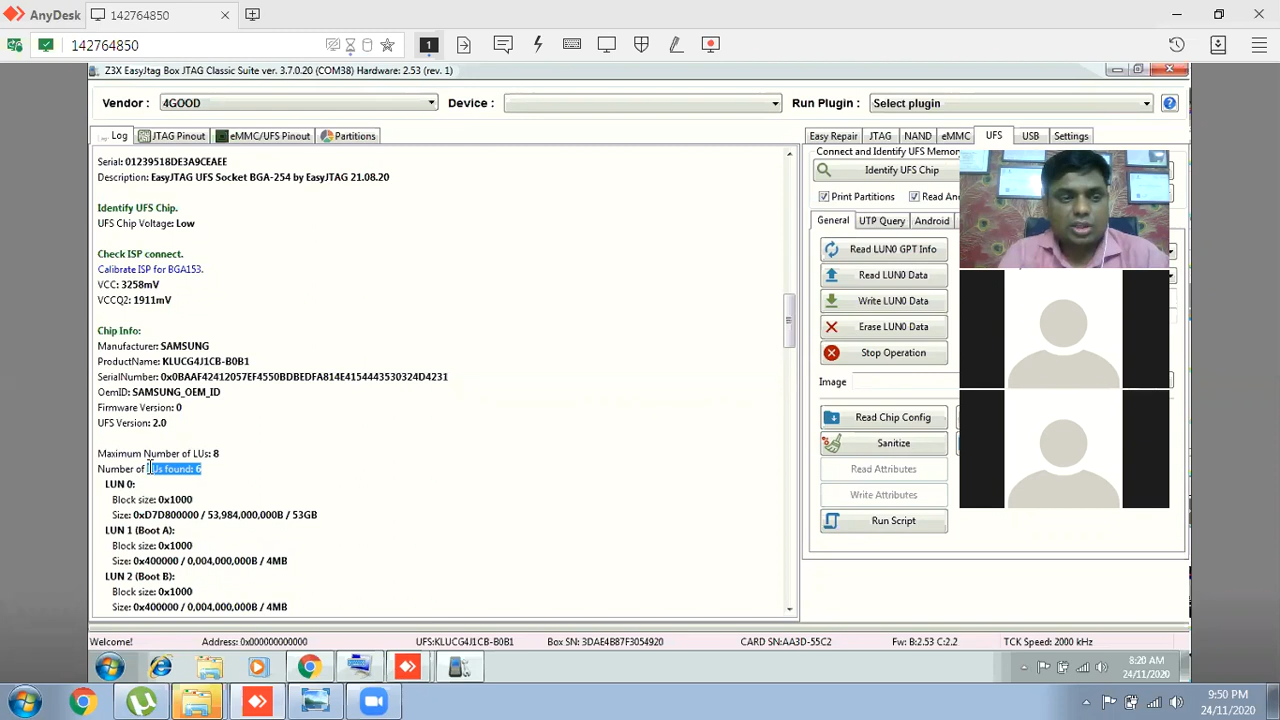 AnyDesk
142764850
142764850
1
Z3X EasyJtag Box JTAG Classic Suite ver. 3.7.0.20 (COM38) Hardware: 2.53 (rev. 1)
Vendor : 4GOOD Device : Run Plugin : Select plugin
Log JTAG Pinout eMMC/UFS Pinout Partitions
Easy Repair JTAG NAND eMMC UFS USB Settings
Serial: 01239518DE3A9CEAEE
Description: EasyJTAG UFS Socket BGA-254 by EasyJTAG 21.08.20
Identify UFS Chip.
UFS Chip Voltage: Low
Check ISP connect.
Calibrate ISP for BGA153.
VCC: 3258mV
VCCQ2: 1911mV
Chip Info:
Manufacturer: SAMSUNG
ProductName: KLUCG4J1CB-B0B1
SerialNumber: 0x0BAAF42412057EF4550BDBEDFA814E4154443530324D4231
OemID: SAMSUNG_OEM_ID
Firmware Version: 0
UFS Version: 2.0
Maximum Number of LUs: 8
Number of LUs found: 6
LUN 0:
Block size: 0x1000
Size: 0xD7D800000 / 53,984,000,000B / 53GB
LUN 1 (Boot A):
Block size: 0x1000
Size: 0x400000 / 0,004,000,000B / 4MB
LUN 2 (Boot B):
Block size: 0x1000
Size: 0x400000 / 0,004,000,000B / 4MB
Connect and Identify UFS Memo
Identify UFS Chip
Print Partitions Read An
General UTP Query Android
Read LUN0 GPT Info
Read LUN0 Data
Write LUN0 Data
Erase LUN0 Data
Stop Operation
Image
Read Chip Config
Sanitize
Read Attributes
Write Attributes
Run Script
Welcome! Address: 0x000000000000 UFS:KLUCG4J1CB-B0B1 Box SN: 3DAE4B87F3054920 CARD SN:AA3D-55C2 Fw: B:2.53 C:2.2 TCK Speed: 2000 kHz
8:20 AM
24/11/2020
9:50 PM
24/11/2020